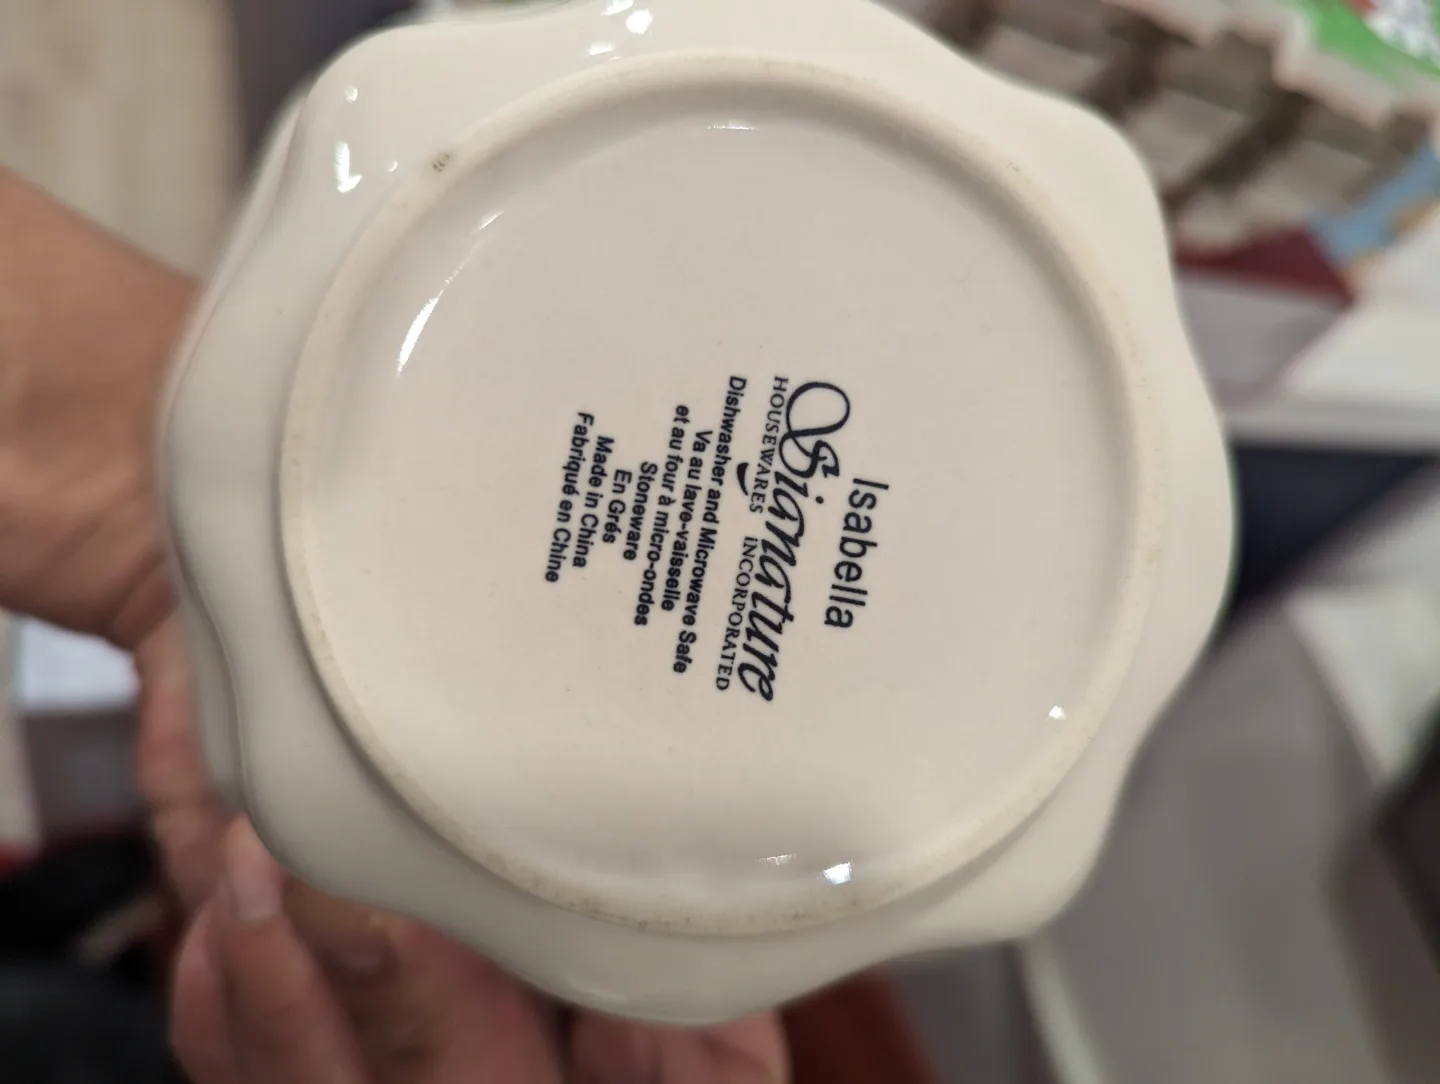 Isabella
Signature
HOUSEWARES INCORPORATED
Dishwasher and Microwave Safe
Va au lave-vaisselle
et au four à micro-ondes
Stoneware
En Grés
Made in China
Fabriqué en Chine